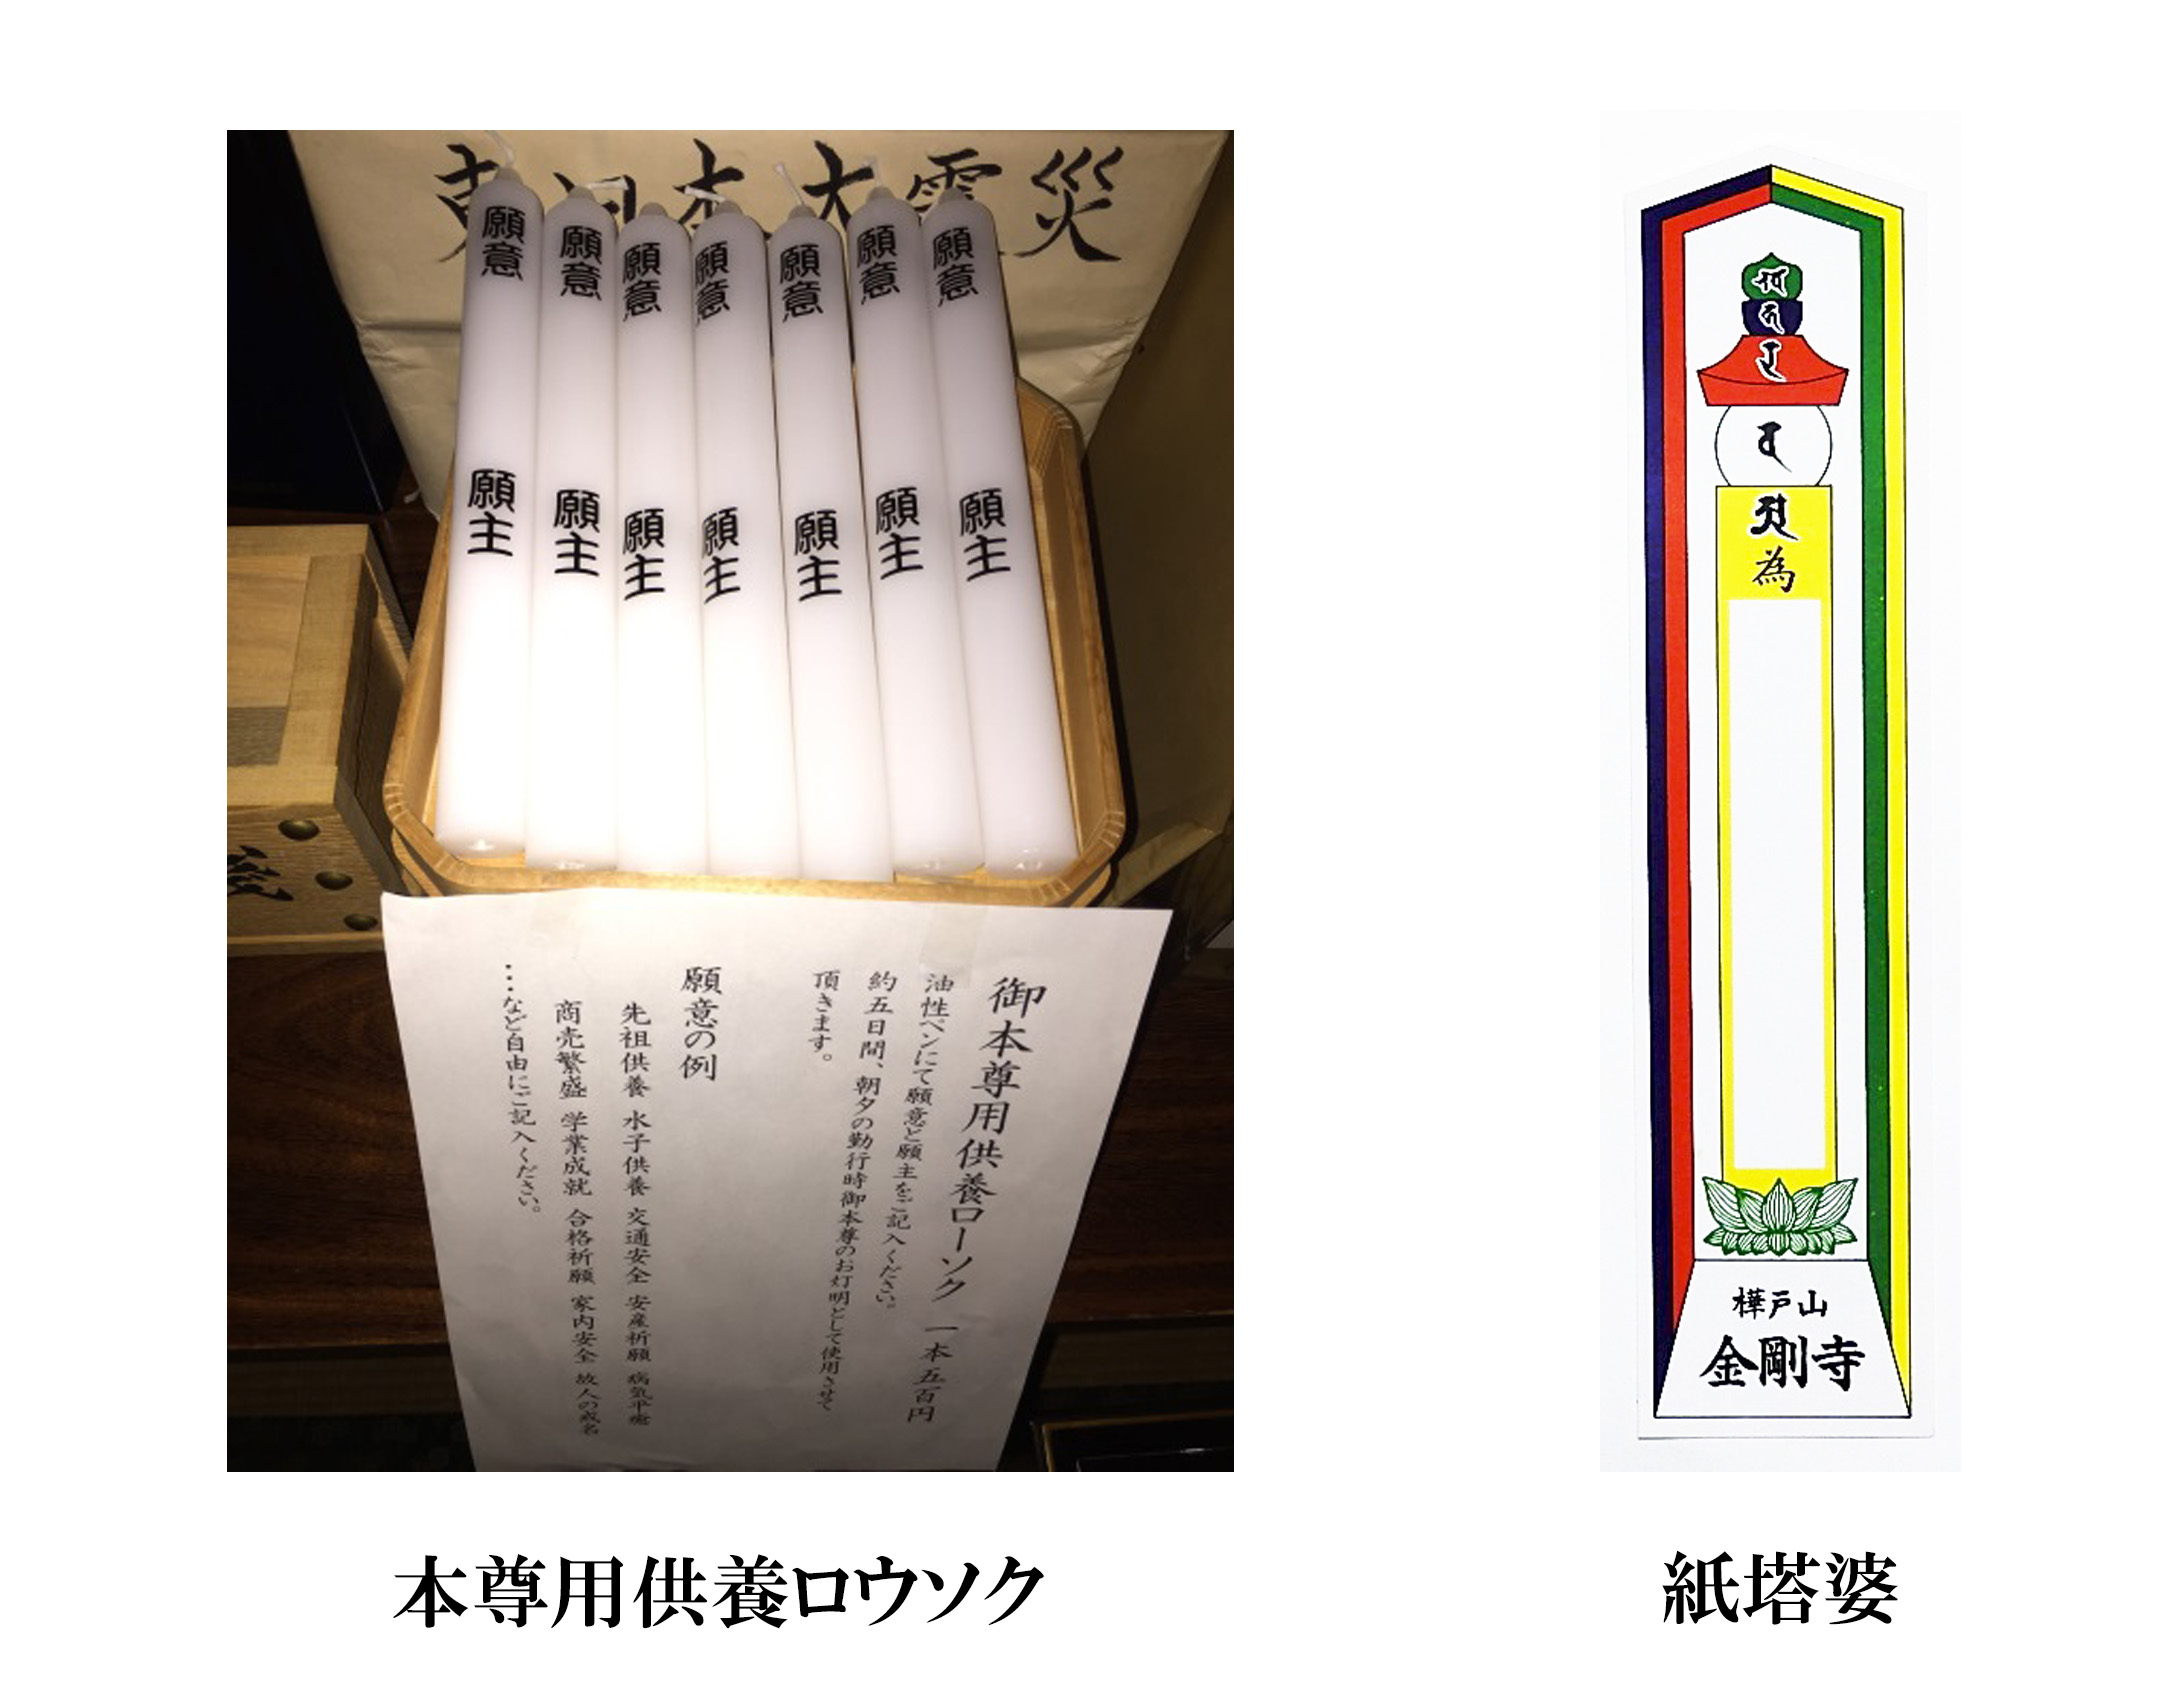 東日本大震災
願意
願主
願意
願主
願意
願主
願意
願主
願意
願主
願意
願主
願意
願主
御本尊用供養ローソク 一本五百円
油性ペンにて願意と願主をご記入ください。
約五日間、朝夕の勤行時御本尊のお灯明として使用させて
頂きます。
願意の例
先祖供養 水子供養 交通安全 安産祈願 病気平癒
商売繁盛 学業成就 合格祈願 家内安全 故人の戒名
…など自由にご記入ください。
本尊用供養ロウソク
為
樺戸山
金剛寺
紙塔婆